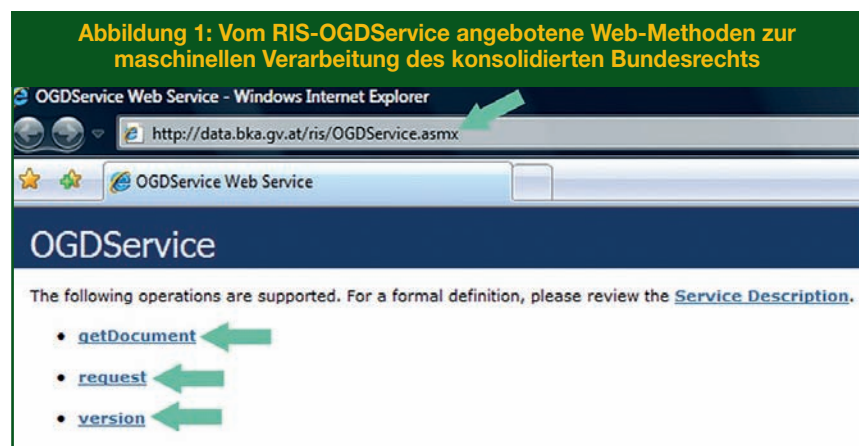 Abbildung 1: Vom RIS-OGDService angebotene Web-Methoden zur
maschinellen Verarbeitung des konsolidierten Bundesrechts
OGDService Web Service - Windows Internet Explorer
http://data.bka.gv.at/ris/OGDService.asmx
OGDService Web Service
OGDService
The following operations are supported. For a formal definition, please review the Service Description.
• getDocument
• request
• version